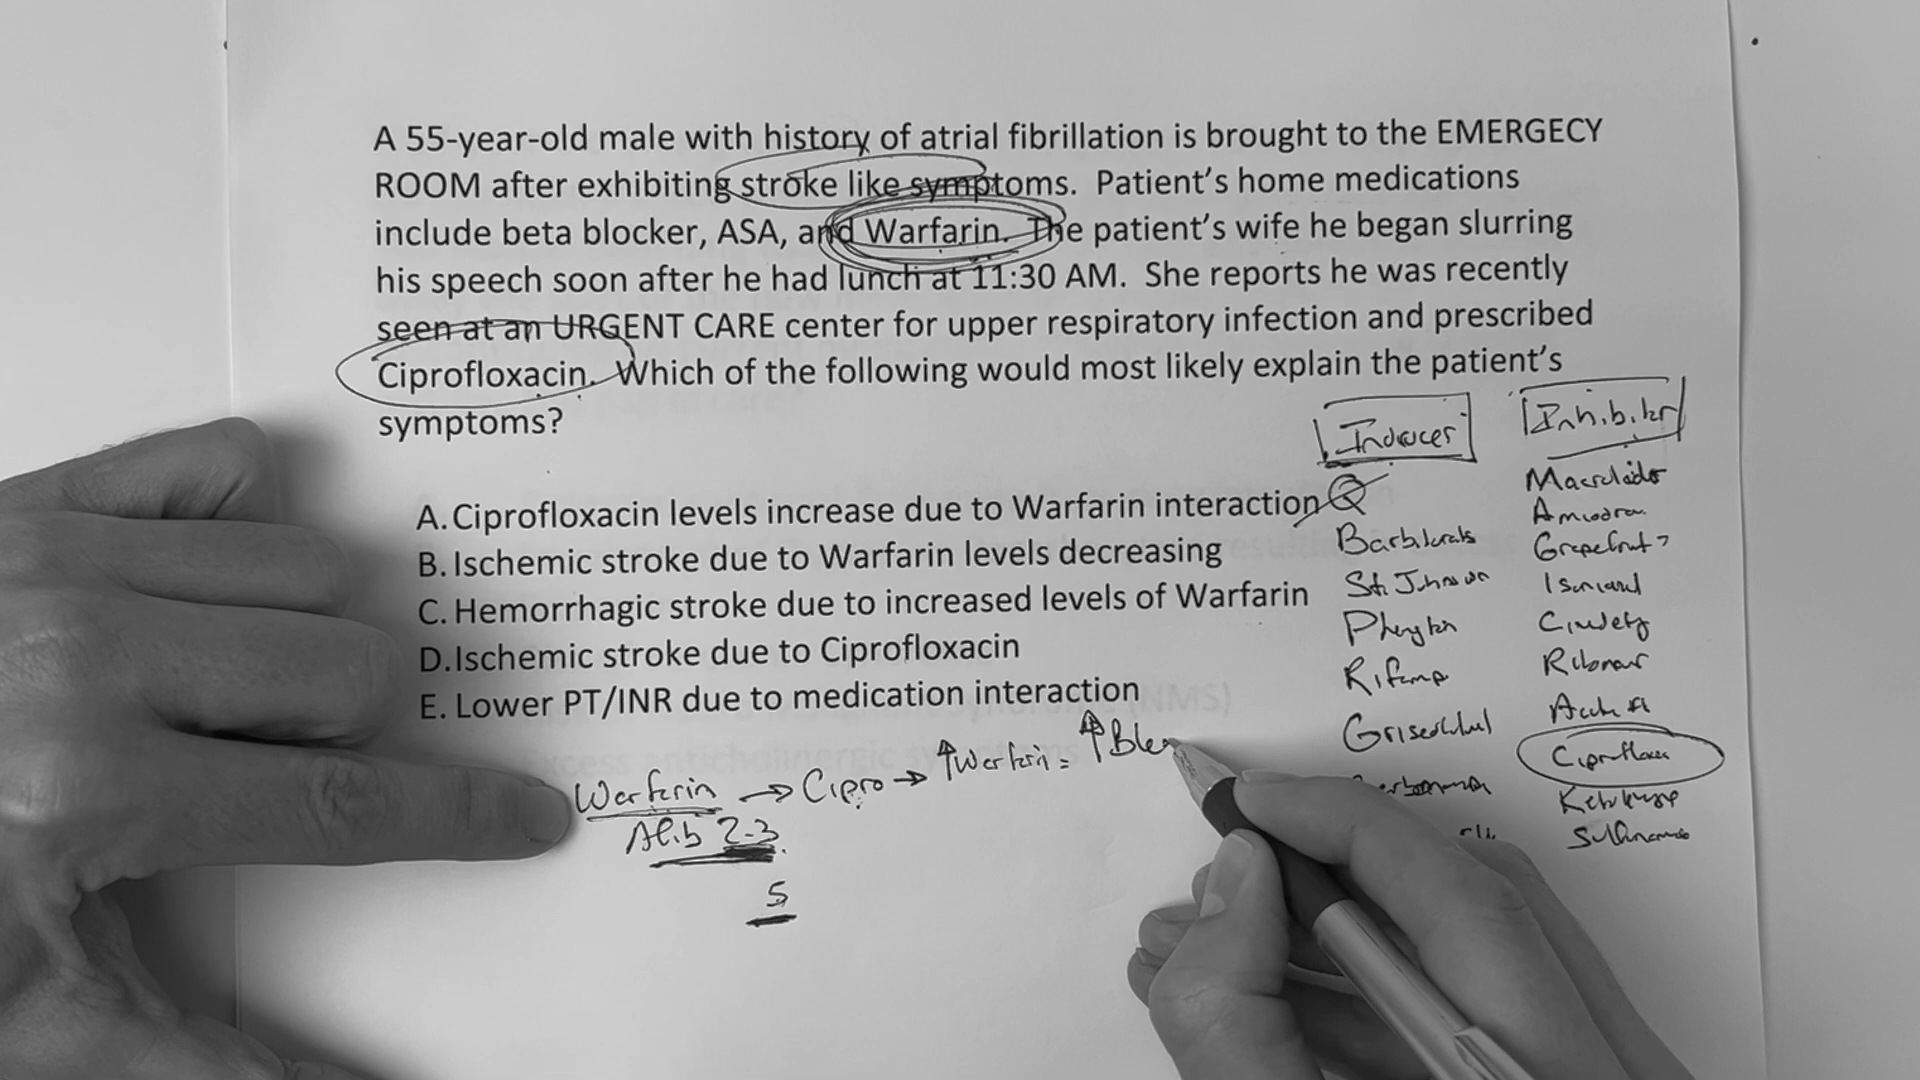 A 55-year-old male with history of atrial fibrillation is brought to the EMERGECY
ROOM after exhibiting stroke like symptoms. Patient's home medications
include beta blocker, ASA, and Warfarin. The patient's wife he began slurring
his speech soon after he had lunch at 11:30 AM. She reports he was recently
seen at an URGENT CARE center for upper respiratory infection and prescribed
Ciprofloxacin. Which of the following would most likely explain the patient's
symptoms?
A. Ciprofloxacin levels increase due to Warfarin interaction
B. Ischemic stroke due to Warfarin levels decreasing
C. Hemorrhagic stroke due to increased levels of Warfarin
D. Ischemic stroke due to Ciprofloxacin
E. Lower PT/INR due to medication interaction
Warfarin → Cipro → ↑Warfarin = ↑Blee
Afib 2-3.
5
Inducer
Q
Barbiturats
St. Johns
Rifamp
Inhibitor
Macrolides
Grapefruit
Ritonavir
Ciproflox